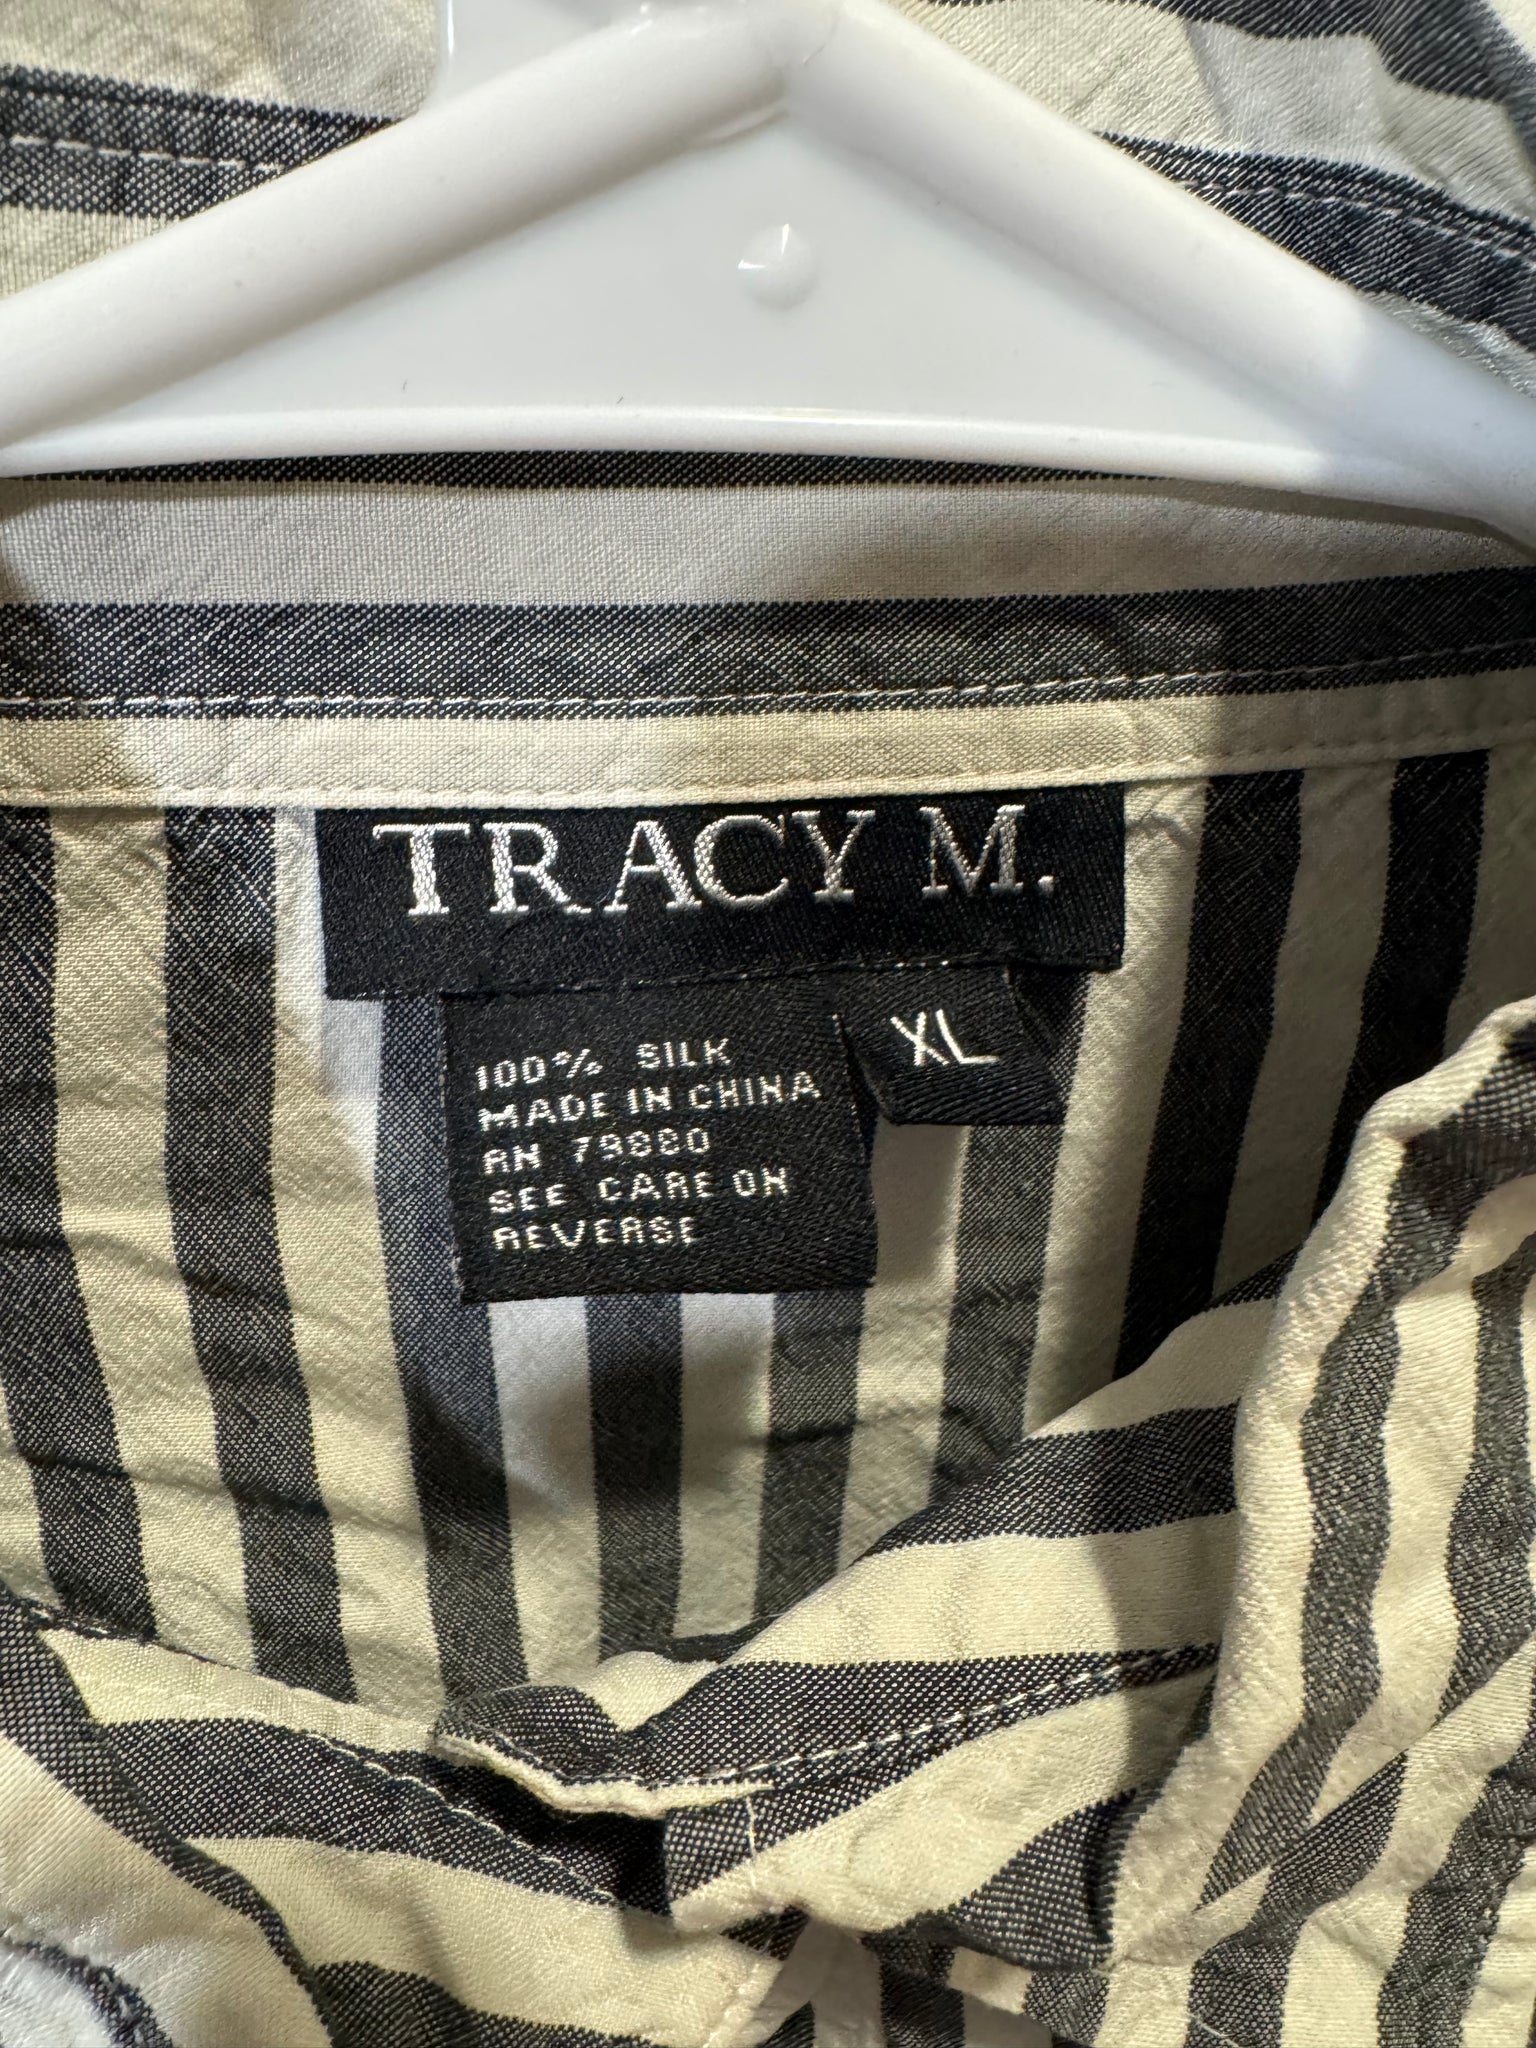 TRACY M.
XL
100% SILK
MADE IN CHINA
RN 79880
SEE CARE ON
REVERSE